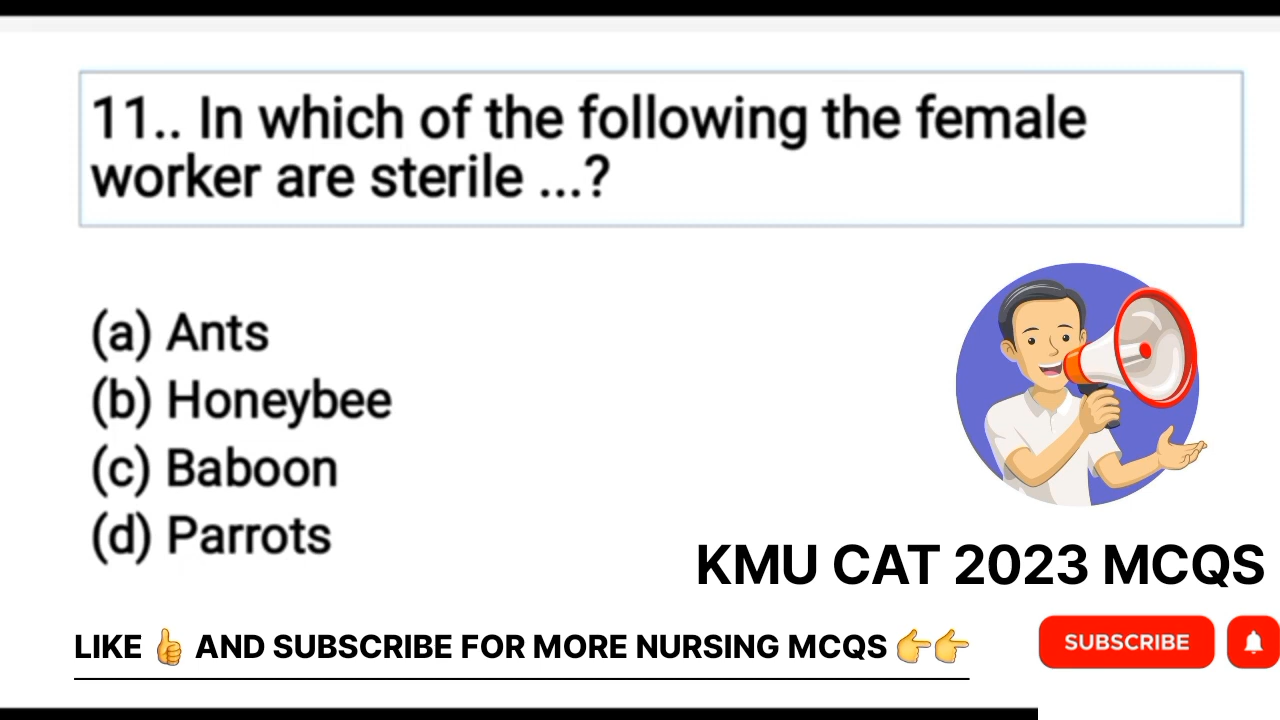 11.. In which of the following the female
worker are sterile ...?
(a) Ants
(b) Honeybee
(c) Baboon
(d) Parrots
KMU CAT 2023 MCQS
LIKE 👍 AND SUBSCRIBE FOR MORE NURSING MCQS 👉👉
SUBSCRIBE